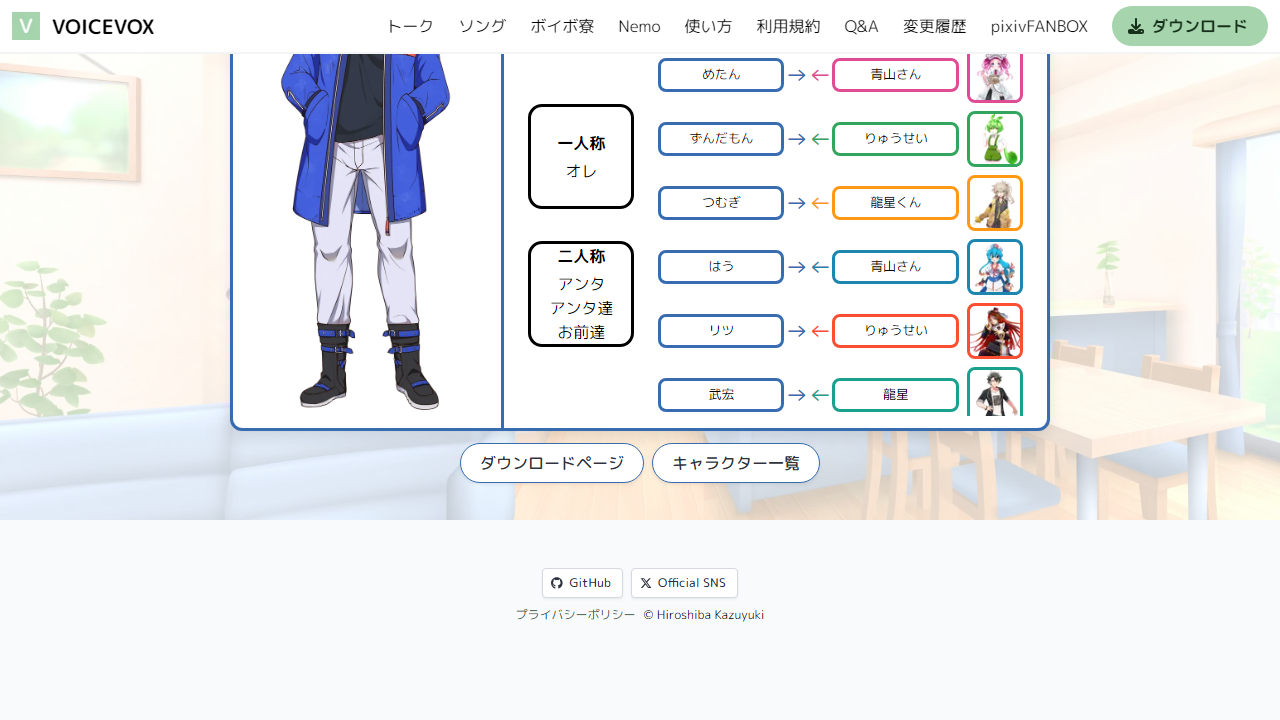 V VOICEVOX トーク ソング ボイボ寮 Nemo 使い方 利用規約 Q&A 変更履歴 pixivFANBOX ダウンロード
めたん → ← 青山さん
一人称
オレ
ずんだもん → ← りゅうせい
つむぎ → ← 龍星くん
二人称
アンタ
アンタ達
お前達
はう → ← 青山さん
リツ → ← りゅうせい
武宏 → ← 龍星
ダウンロードページ キャラクター一覧
GitHub Official SNS
プライバシーポリシー © Hiroshiba Kazuyuki